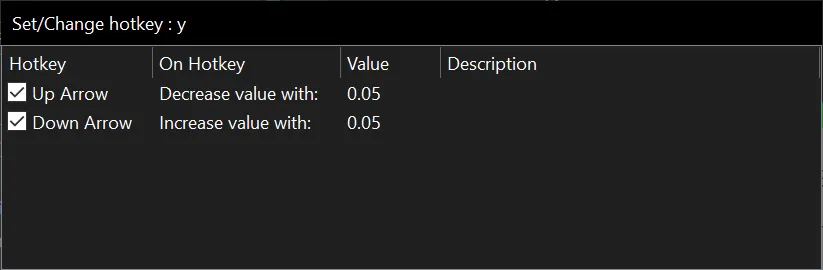 Set/Change hotkey : y
Hotkey On Hotkey Value Description
Up Arrow Decrease value with: 0.05
Down Arrow Increase value with: 0.05